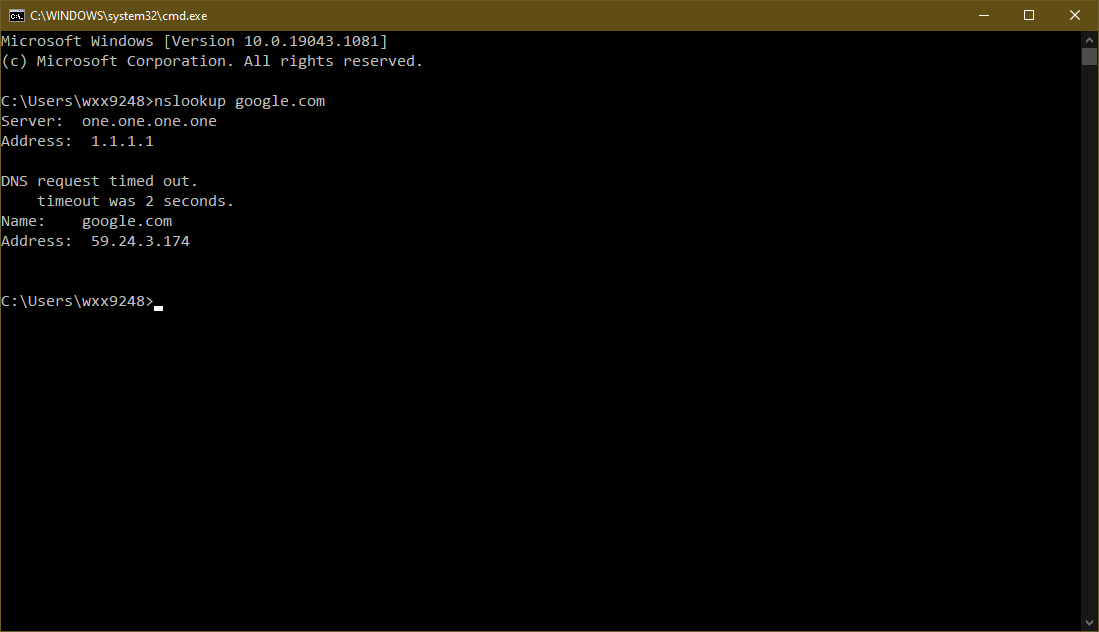 C:\WINDOWS\system32\cmd.exe
Microsoft Windows [Version 10.0.19043.1081]
(c) Microsoft Corporation. All rights reserved.
C:\Users\wxx9248>nslookup google.com
Server:  one.one.one.one
Address:  1.1.1.1
DNS request timed out.
    timeout was 2 seconds.
Name:    google.com
Address:  59.24.3.174
C:\Users\wxx9248>